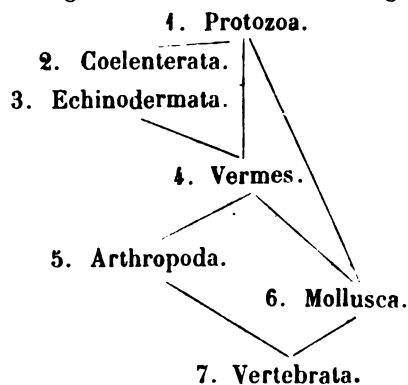 1. Protozoa.
2. Coelenterata.
3. Echinodermata.
4. Vermes.
5. Arthropoda.
6. Mollusca.
7. Vertebrata.